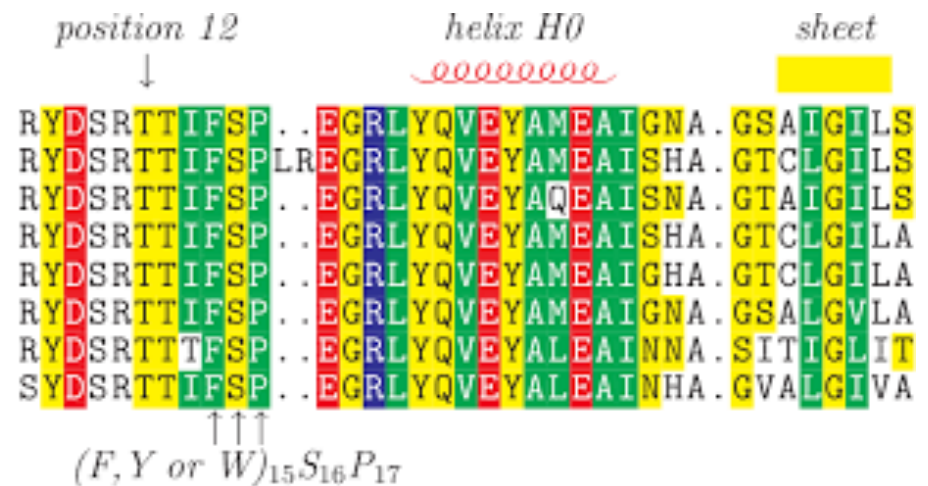 position 12 helix H0 sheet
RYDSRTTIFSP..EGRLYQVEYAMEAIGNA.GSAIGILS
RYDSRTTIFSPLREGRLYQVEYAMEAISHA.GTCLGILS
RYDSRTTIFSP..EGRLYQVEYAQEAISNA.GTAIGILS
RYDSRTTIFSP..EGRLYQVEYAMEAISHA.GTCLGILA
RYDSRTTIFSP..EGRLYQVEYAMEAIGHA.GTCLGILA
RYDSRTTIFSP..EGRLYQVEYAMEAIGNA.GSALGVLA
RYDSRTTTFSP..EGRLYQVEYALEAINNA.SITIGLIT
SYDSRTTIFSP..EGRLYQVEYALEAINHA.GVALGIVA
(F,Y or W)₁₅S₁₆P₁₇